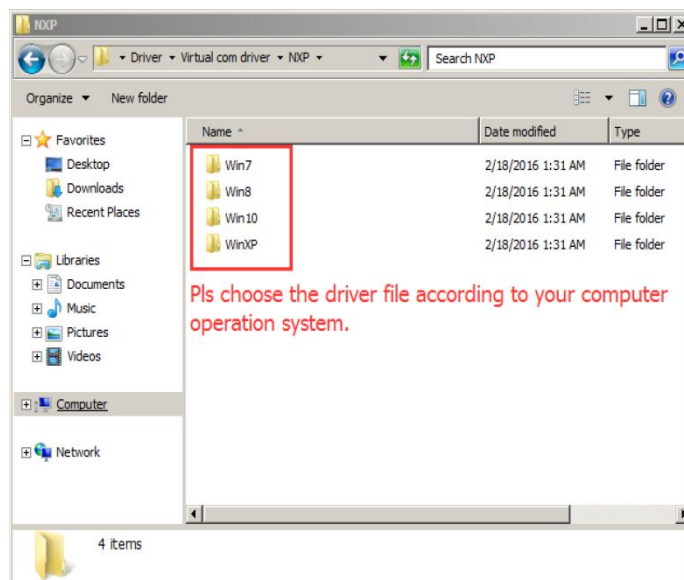 NXP
Driver Virtual com driver NXP Search NXP
Organize New folder
Favorites
Desktop
Downloads
Recent Places
Libraries
Documents
Music
Pictures
Videos
Computer
Network
Name Date modified Type
Win7 2/18/2016 1:31 AM File folder
Win8 2/18/2016 1:31 AM File folder
Win10 2/18/2016 1:31 AM File folder
WinXP 2/18/2016 1:31 AM File folder
Pls choose the driver file according to your computer
operation system.
4 items